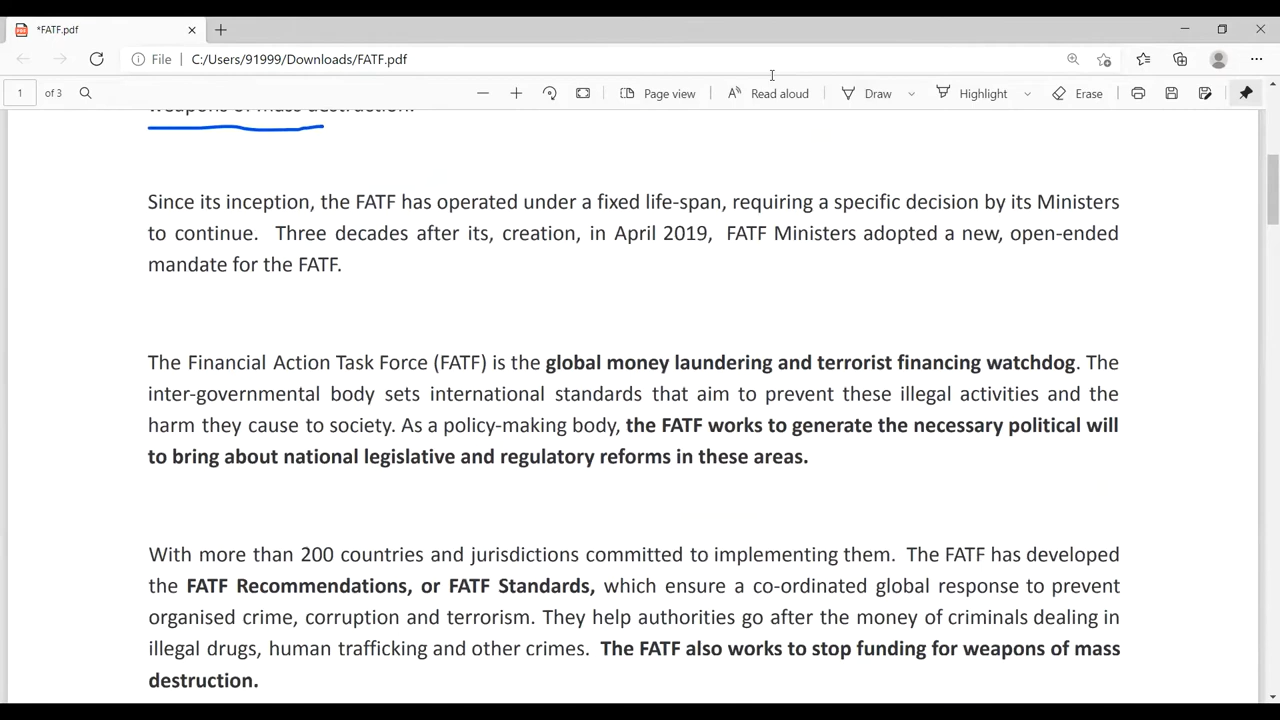 *FATF.pdf
File | C:/Users/91999/Downloads/FATF.pdf
1 of 3 Page view Read aloud Draw Highlight Erase
weapons of mass destruction.
Since its inception, the FATF has operated under a fixed life-span, requiring a specific decision by its Ministers
to continue. Three decades after its, creation, in April 2019, FATF Ministers adopted a new, open-ended
mandate for the FATF.
The Financial Action Task Force (FATF) is the global money laundering and terrorist financing watchdog. The
inter-governmental body sets international standards that aim to prevent these illegal activities and the
harm they cause to society. As a policy-making body, the FATF works to generate the necessary political will
to bring about national legislative and regulatory reforms in these areas.
With more than 200 countries and jurisdictions committed to implementing them. The FATF has developed
the FATF Recommendations, or FATF Standards, which ensure a co-ordinated global response to prevent
organised crime, corruption and terrorism. They help authorities go after the money of criminals dealing in
illegal drugs, human trafficking and other crimes. The FATF also works to stop funding for weapons of mass
destruction.